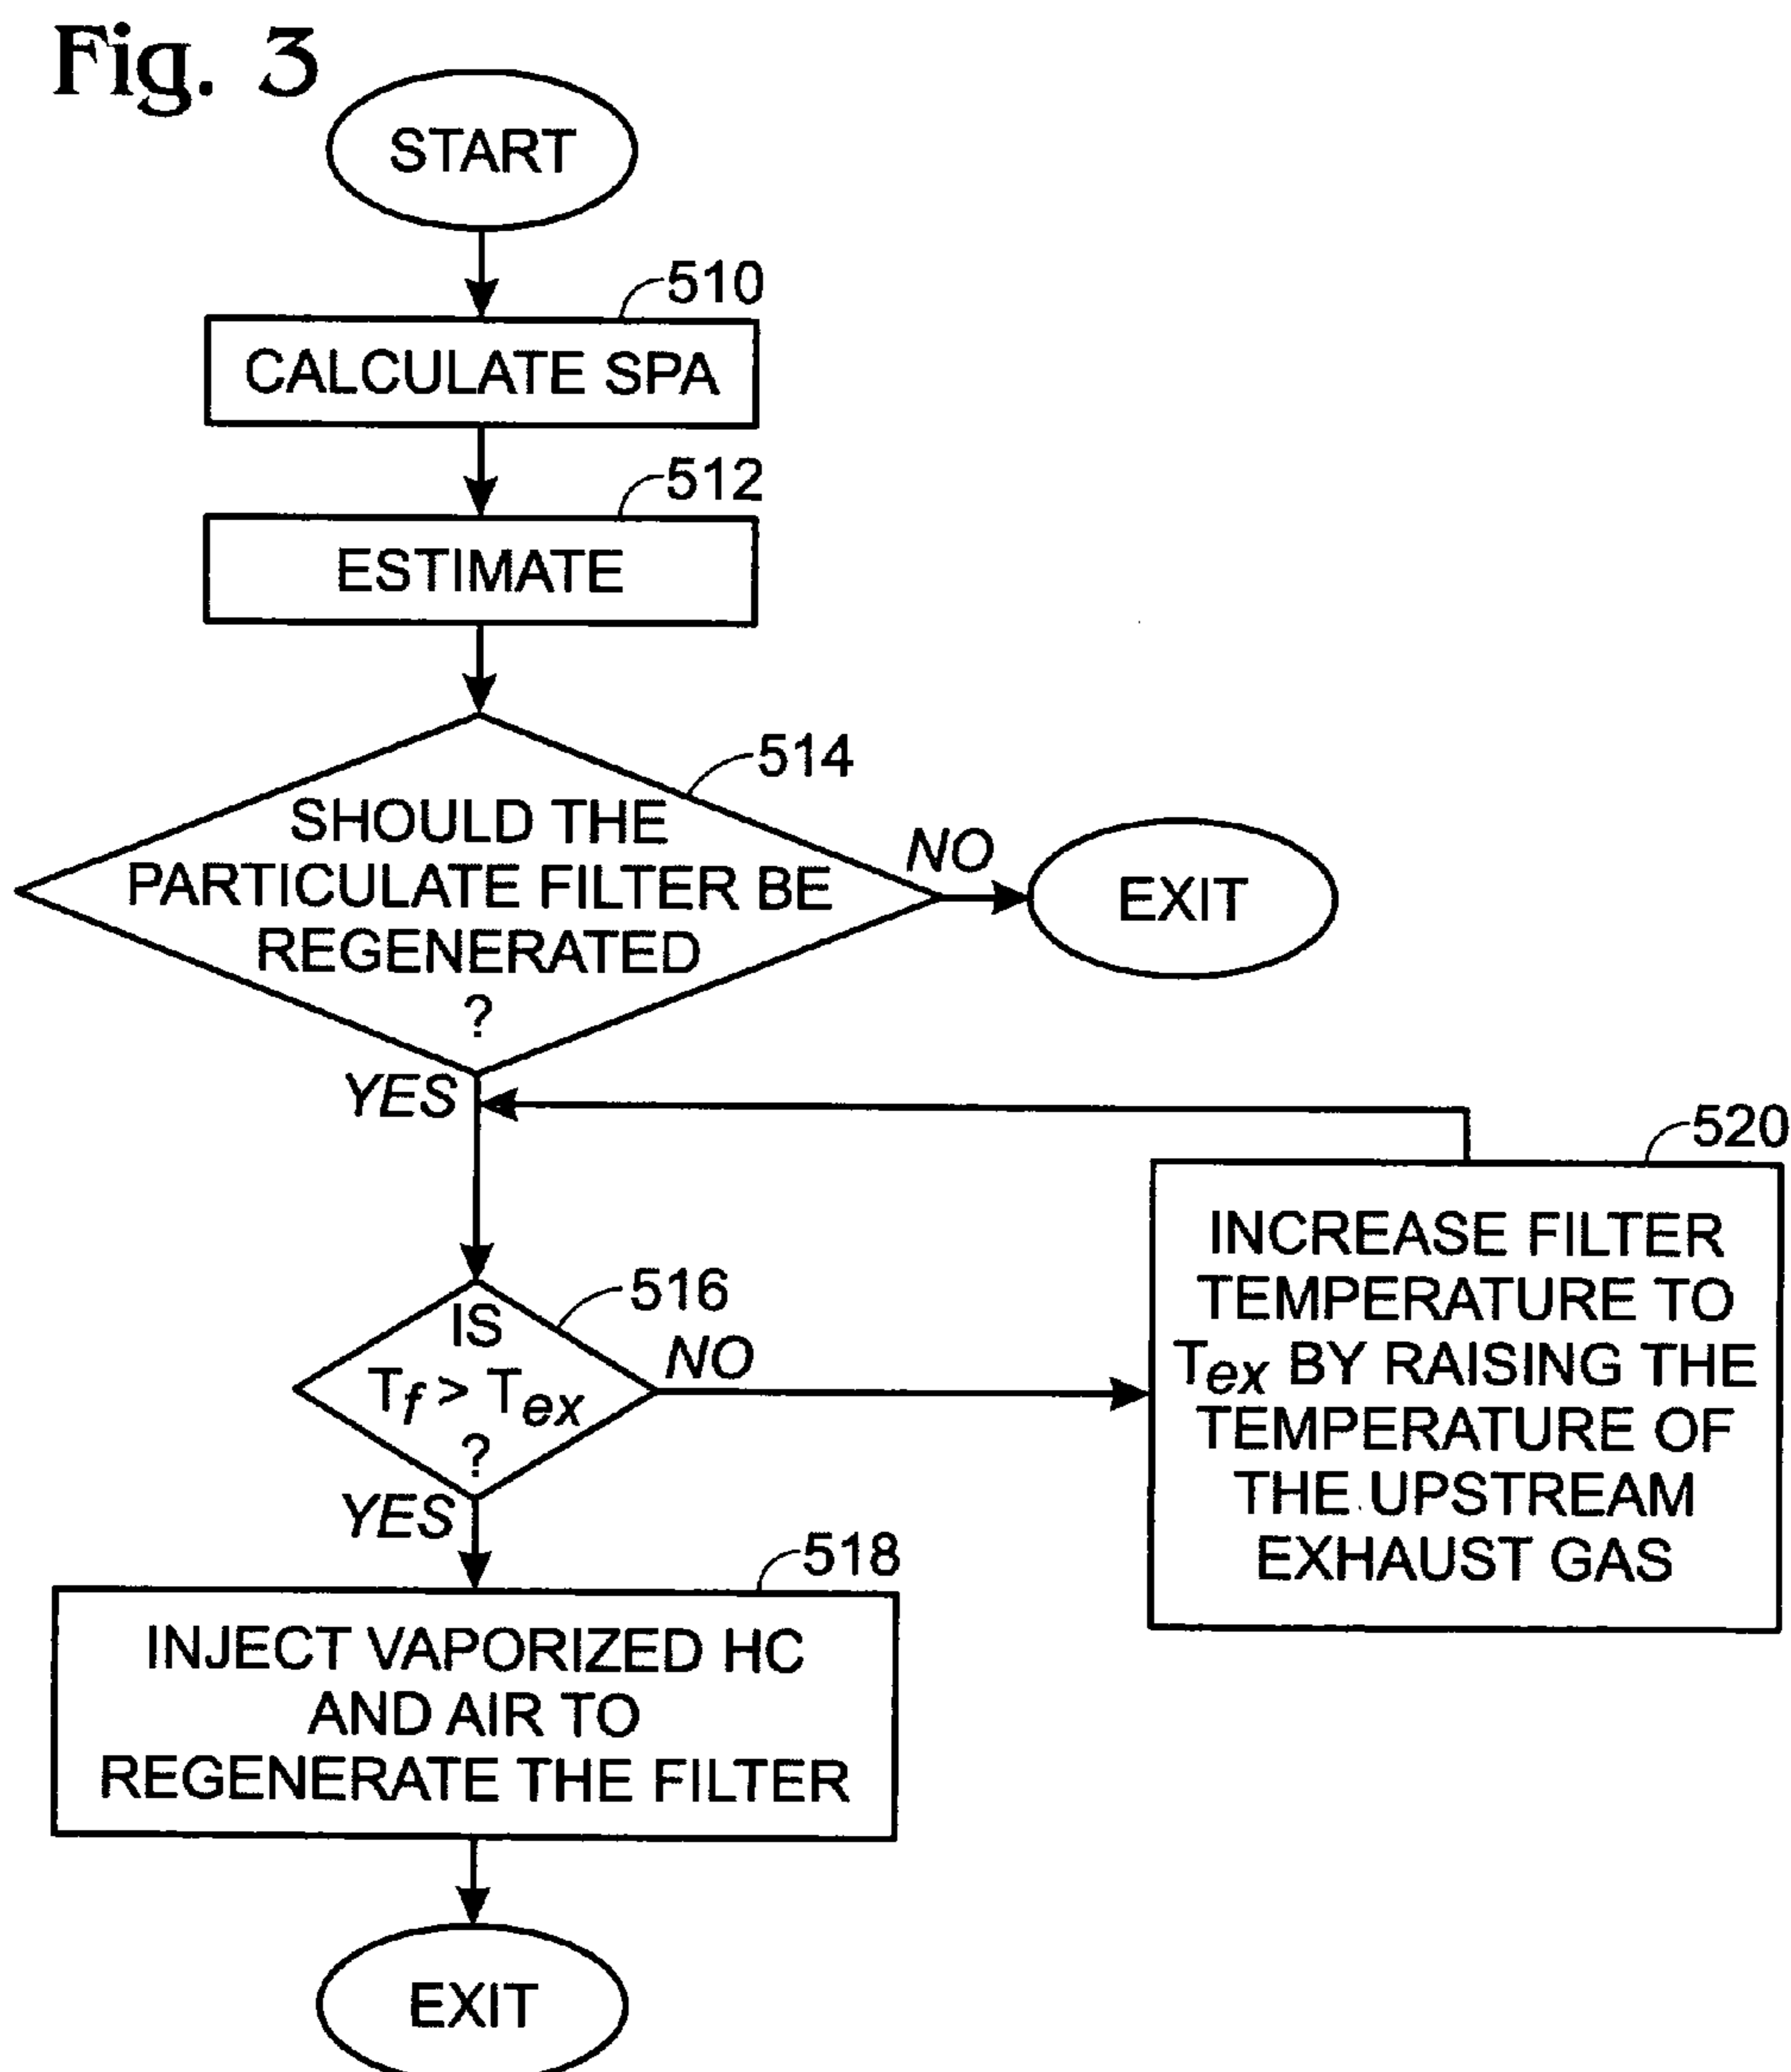 Fig. 3
START
510
CALCULATE SPA
512
ESTIMATE
514
SHOULD THE
PARTICULATE FILTER BE
REGENERATED
?
NO
EXIT
YES
520
INCREASE FILTER
TEMPERATURE TO
Tex BY RAISING THE
TEMPERATURE OF
THE UPSTREAM
EXHAUST GAS
516
IS
Tf > Tex
?
NO
YES
518
INJECT VAPORIZED HC
AND AIR TO
REGENERATE THE FILTER
EXIT